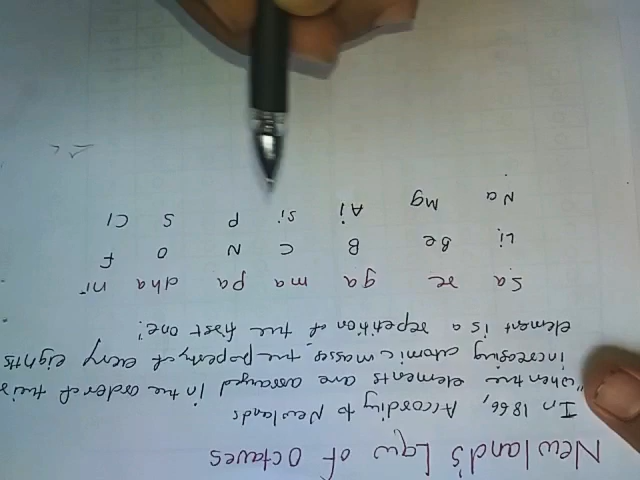 Newland's Law of Octaves
In 1866, According to Newlands
"when the elements are arranged in the order of their
increasing atomic masses the property of every eights
element is a repetition of the first one".
Sa re ga ma pa dha ni
Li Be B C N O F
Na Mg Al Si P S Cl